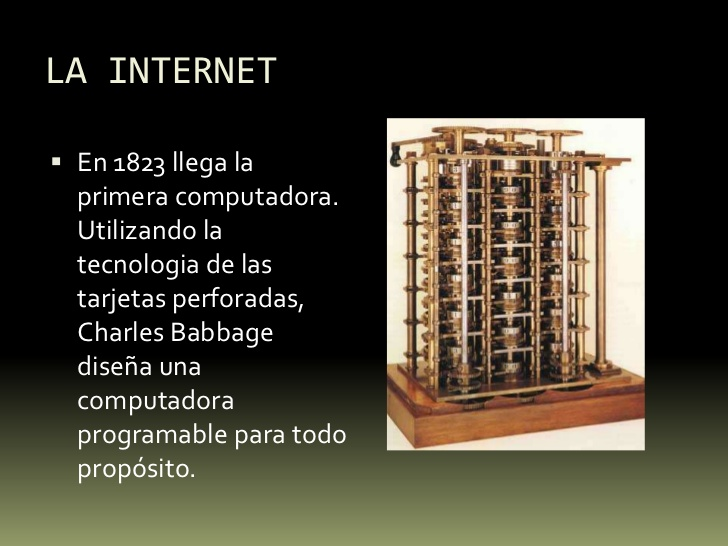 LA INTERNET
▪ En 1823 llega la
primera computadora.
Utilizando la
tecnologia de las
tarjetas perforadas,
Charles Babbage
diseña una
computadora
programable para todo
propósito.